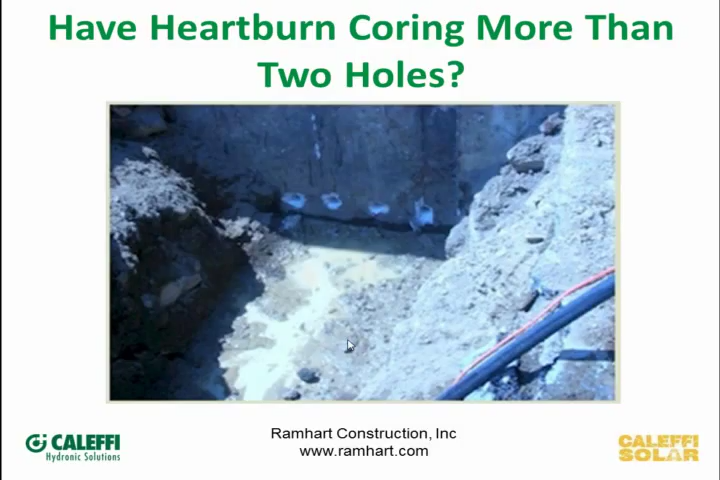 Have Heartburn Coring More Than
Two Holes?
Ramhart Construction, Inc
www.ramhart.com
CALEFFI
Hydronic Solutions
CALEFFI
SOLAR